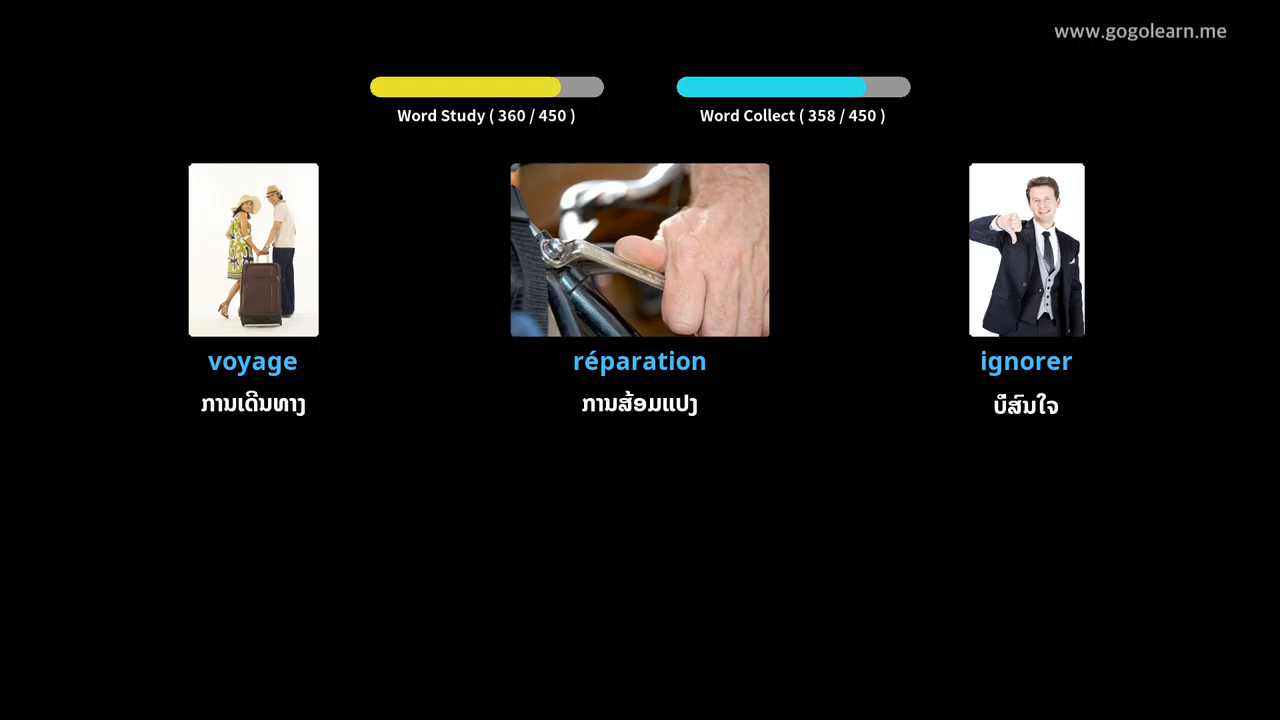 www.gogolearn.me
Word Study ( 360 / 450 )
Word Collect ( 358 / 450 )
voyage
réparation
ignorer
ການເດີນທາງ
ການສ້ອມແປງ
ບໍ່ສົນໃຈ